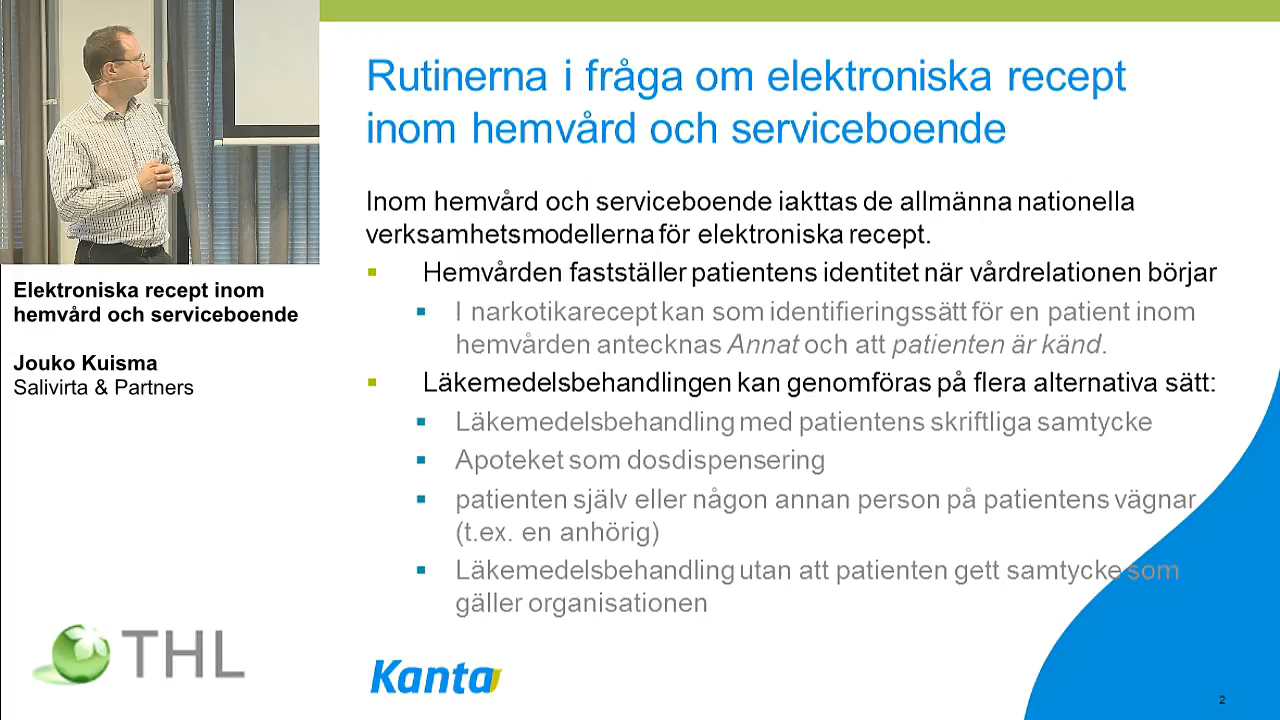 Rutinerna i fråga om elektroniska recept
inom hemvård och serviceboende
Inom hemvård och serviceboende iakttas de allmänna nationella
verksamhetsmodellerna för elektroniska recept.
Hemvården fastställer patientens identitet när vårdrelationen börjar
I narkotikarecept kan som identifieringssätt för en patient inom
hemvården antecknas Annat och att patienten är känd.
Läkemedelsbehandlingen kan genomföras på flera alternativa sätt:
Läkemedelsbehandling med patientens skriftliga samtycke
Apoteket som dosdispensering
patienten själv eller någon annan person på patientens vägnar
(t.ex. en anhörig)
Läkemedelsbehandling utan att patienten gett samtycke som
gäller organisationen
Elektroniska recept inom
hemvård och serviceboende
Jouko Kuisma
Salivirta & Partners
THL
Kanta
2